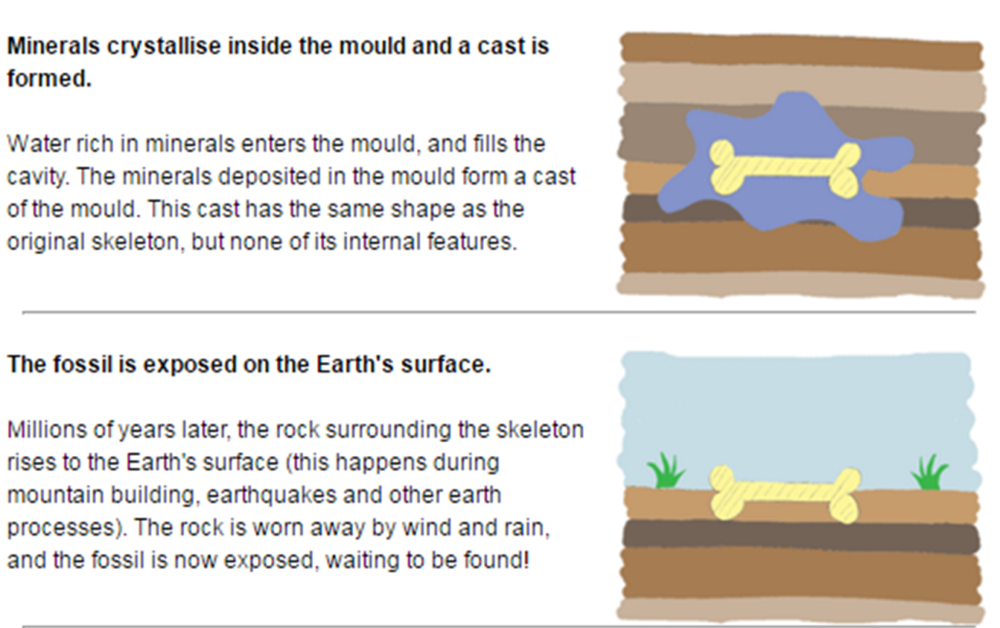 Minerals crystallise inside the mould and a cast is
formed.
Water rich in minerals enters the mould, and fills the
cavity. The minerals deposited in the mould form a cast
of the mould. This cast has the same shape as the
original skeleton, but none of its internal features.
The fossil is exposed on the Earth's surface.
Millions of years later, the rock surrounding the skeleton
rises to the Earth's surface (this happens during
mountain building, earthquakes and other earth
processes). The rock is worn away by wind and rain,
and the fossil is now exposed, waiting to be found!